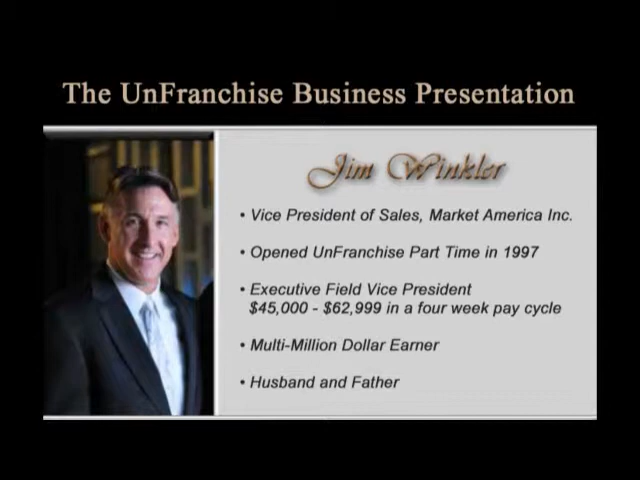 The UnFranchise Business Presentation
Jim Winkler
• Vice President of Sales, Market America Inc.
• Opened UnFranchise Part Time in 1997
• Executive Field Vice President
$45,000 - $62,999 in a four week pay cycle
• Multi-Million Dollar Earner
• Husband and Father